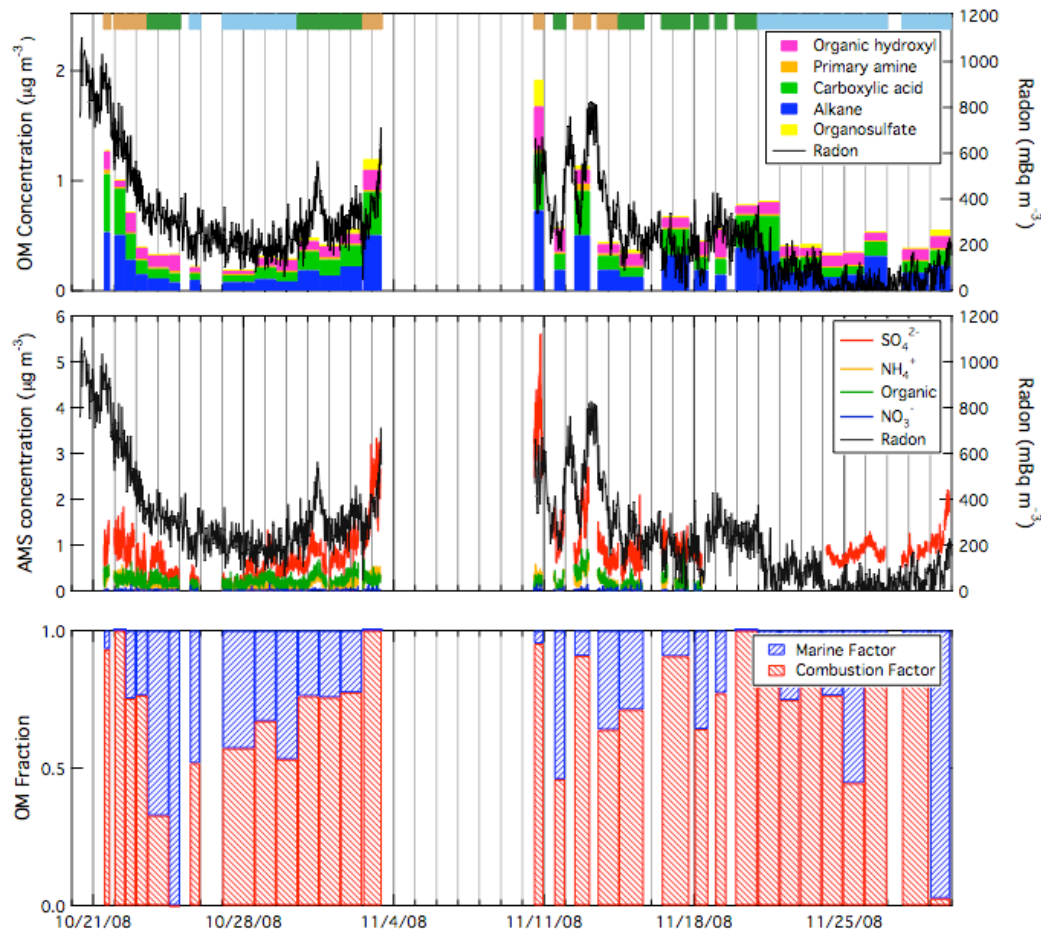 OM Concentration (µg m⁻³)
2
1
0
Organic hydroxyl
Primary amine
Carboxylic acid
Alkane
Organosulfate
Radon
1200
1000
800
600
400
200
0
Radon (mBq m⁻³)
AMS concentration (µg m⁻³)
6
5
4
3
2
1
0
SO₄²⁻
NH₄⁺
Organic
NO₃⁻
Radon
1200
1000
800
600
400
200
0
Radon (mBq m⁻³)
OM Fraction
1.0
0.5
0.0
Marine Factor
Combustion Factor
10/21/08 10/28/08 11/4/08 11/11/08 11/18/08 11/25/08